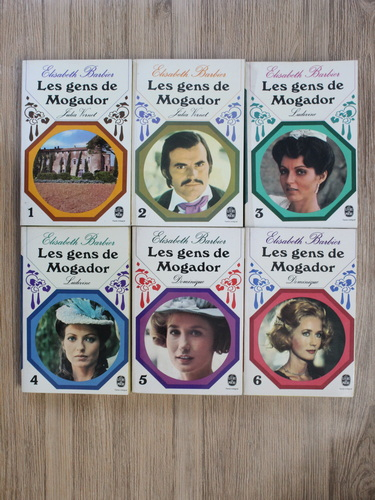 Elisabeth Barbier
Les gens de
Mogador
Julia Vernet
1
Elisabeth Barbier
Les gens de
Mogador
Julia Vernet
2
Elisabeth Barbier
Les gens de
Mogador
Ludivine
3
Elisabeth Barbier
Les gens de
Mogador
Ludivine
4
Elisabeth Barbier
Les gens de
Mogador
Dominique
5
Elisabeth Barbier
Les gens de
Mogador
Dominique
6